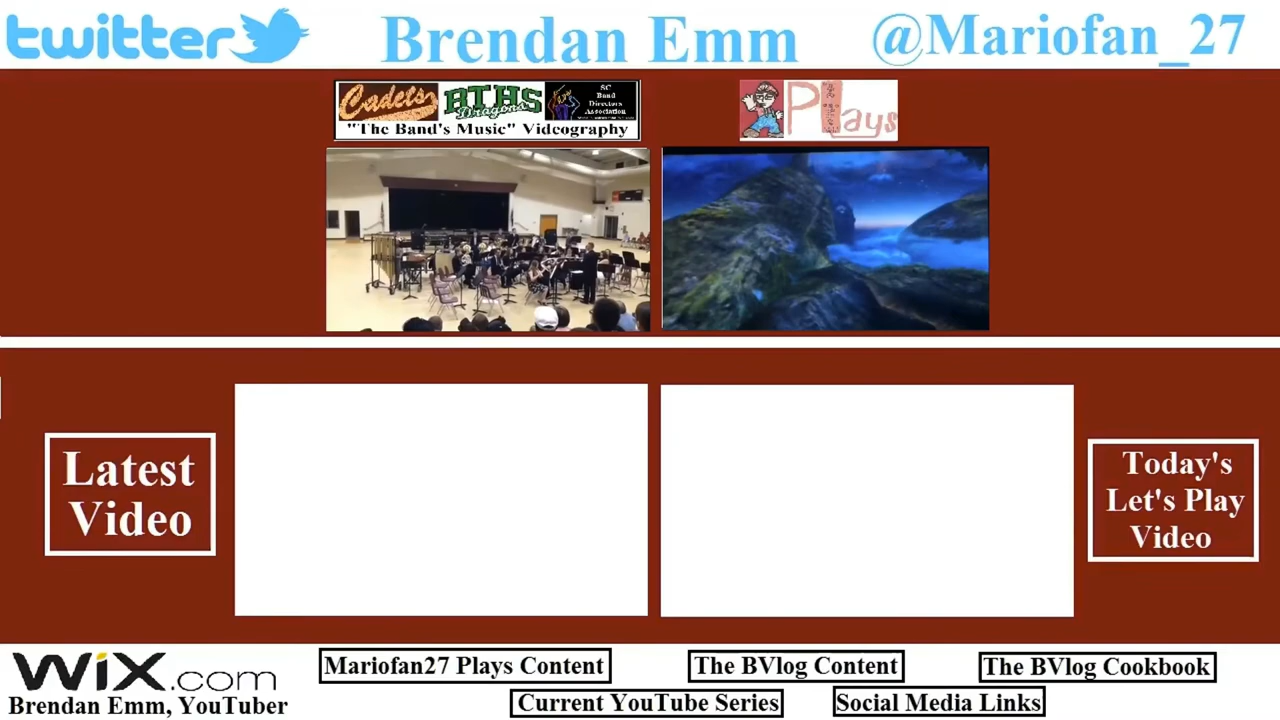 twitter Brendan Emm @Mariofan_27
Cadets BTHS Dragons SC
Band
Directors
Association
"The Band's Music" Videography
Plays
Latest
Video
Today's
Let's Play
Video
WiX.com
Brendan Emm, YouTuber
Mariofan27 Plays Content
The BVlog Content
The BVlog Cookbook
Current YouTube Series
Social Media Links